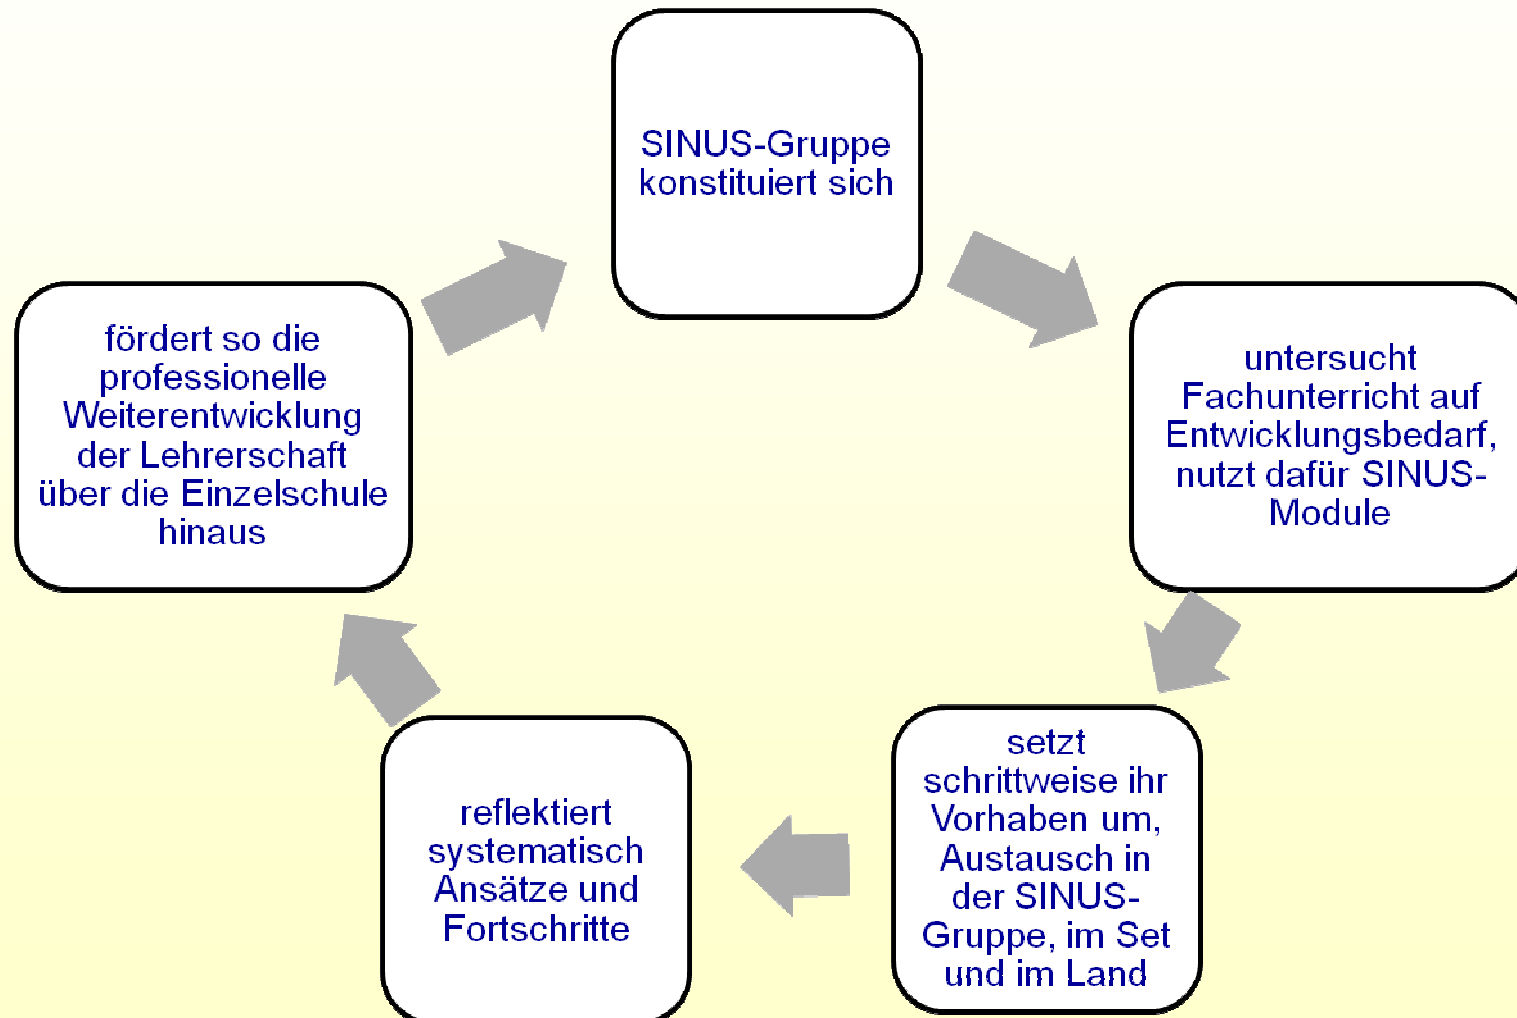 SINUS-Gruppe
konstituiert sich
untersucht
Fachunterricht auf
Entwicklungsbedarf,
nutzt dafür SINUS-
Module
setzt
schrittweise ihr
Vorhaben um,
Austausch in
der SINUS-
Gruppe, im Set
und im Land
reflektiert
systematisch
Ansätze und
Fortschritte
fördert so die
professionelle
Weiterentwicklung
der Lehrerschaft
über die Einzelschule
hinaus